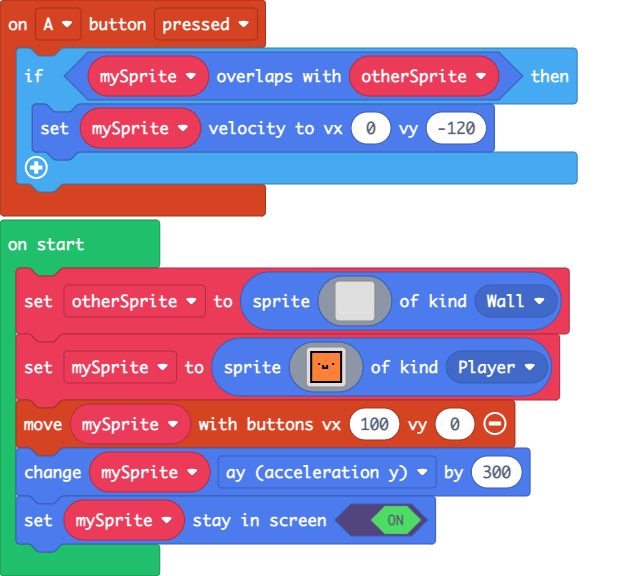 on A button pressed
if mySprite overlaps with otherSprite then
set mySprite velocity to vx 0 vy -120
on start
set otherSprite to sprite of kind Wall
set mySprite to sprite of kind Player
move mySprite with buttons vx 100 vy 0
change mySprite ay (acceleration y) by 300
set mySprite stay in screen ON